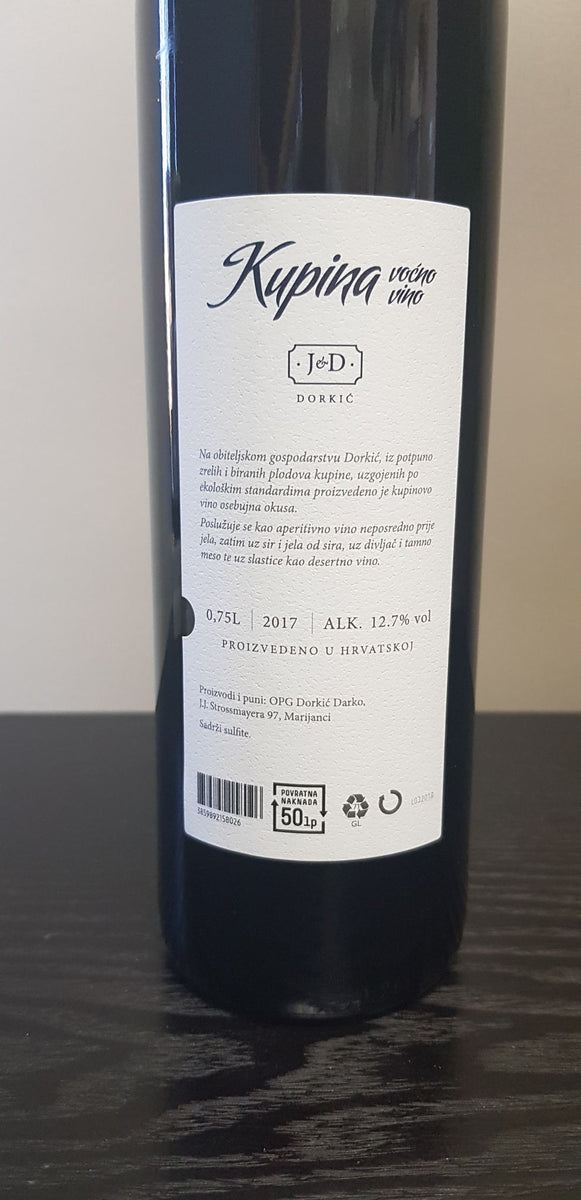 Kupina voćno
vino
J&D
DORKIĆ
Na obiteljskom gospodarstvu Dorkić, iz potpuno
zrelih i biranih plodova kupine, uzgojenih po
ekološkim standardima proizvedeno je kupinovo
vino osebujna okusa.
Poslužuje se kao aperitivno vino neposredno prije
jela, zatim uz sir i jela od sira, uz divljač i tamno
meso te uz slastice kao desertno vino.
0,75L | 2017 | ALK. 12.7% vol
PROIZVEDENO U HRVATSKOJ
Proizvodi i puni: OPG Dorkić Darko,
J.J. Strossmayera 97, Marijanci
Sadrži sulfite.
3859892158026
POVRATNA
NAKNADA
50lp
71
GL